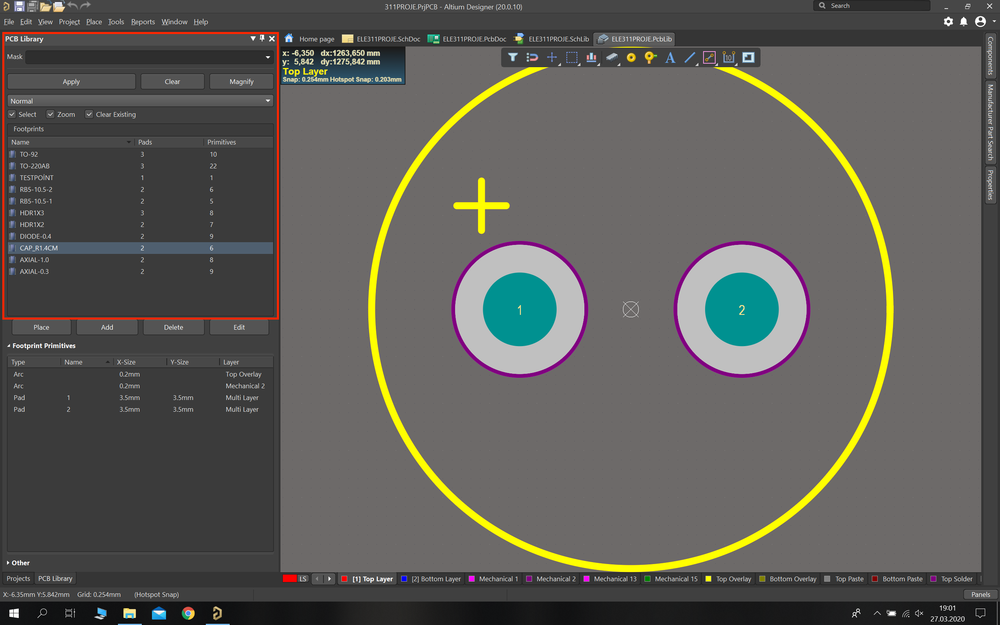 311PROJE.PrjPCB - Altium Designer (20.0.10)
Search
File Edit View Project Place Tools Reports Window Help
PCB Library
Home page ELE311PROJE.SchDoc ELE311PROJE.PcbDoc ELE311PROJE.SchLib ELE311PROJE.PcbLib
Mask
x: -6,350 dx:1263,650 mm
y: 5,842 dy:1275,842 mm
Top Layer
Snap: 0.254mm Hotspot Snap: 0.203mm
A
10
Apply Clear Magnify
Normal
Select Zoom Clear Existing
Footprints
Name Pads Primitives
TO-92 3 10
TO-220AB 3 22
TESTPOİNT 1 1
RB5-10.5-2 2 6
RB5-10.5-1 2 5
HDR1X3 3 8
HDR1X2 2 7
DIODE-0.4 2 9
CAP_R1.4CM 2 6
AXIAL-1.0 2 8
AXIAL-0.3 2 9
Place Add Delete Edit
Footprint Primitives
Type Name X-Size Y-Size Layer
Arc 0.2mm Top Overlay
Arc 0.2mm Mechanical 2
Pad 1 3.5mm 3.5mm Multi Layer
Pad 2 3.5mm 3.5mm Multi Layer
Other
Projects PCB Library
1
2
Components
Manufacturer Part Search
Properties
LS [1] Top Layer [2] Bottom Layer Mechanical 1 Mechanical 2 Mechanical 13 Mechanical 15 Top Overlay Bottom Overlay Top Paste Bottom Paste Top Solder
X:-6.35mm Y:5.842mm Grid: 0.254mm (Hotspot Snap)
Panels
19:01
27.03.2020